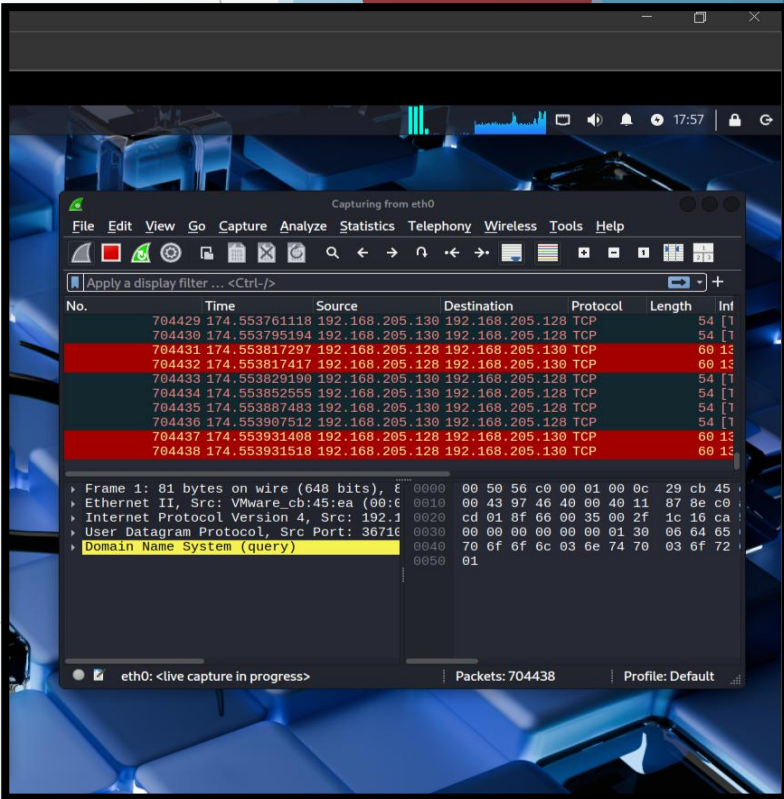 17:57
Capturing from eth0
File Edit View Go Capture Analyze Statistics Telephony Wireless Tools Help
Apply a display filter … <Ctrl-/>
No. Time Source Destination Protocol Length Inf
704429 174.553761118 192.168.205.130 192.168.205.128 TCP 54 [T
704430 174.553795194 192.168.205.130 192.168.205.128 TCP 54 [T
704431 174.553817297 192.168.205.128 192.168.205.130 TCP 60 13
704432 174.553817417 192.168.205.128 192.168.205.130 TCP 60 13
704433 174.553829190 192.168.205.130 192.168.205.128 TCP 54 [T
704434 174.553852555 192.168.205.130 192.168.205.128 TCP 54 [T
704435 174.553887483 192.168.205.130 192.168.205.128 TCP 54 [T
704436 174.553907512 192.168.205.130 192.168.205.128 TCP 54 [T
704437 174.553931408 192.168.205.128 192.168.205.130 TCP 60 13
704438 174.553931518 192.168.205.128 192.168.205.130 TCP 60 13
Frame 1: 81 bytes on wire (648 bits), 8
Ethernet II, Src: VMware_cb:45:ea (00:0
Internet Protocol Version 4, Src: 192.1
User Datagram Protocol, Src Port: 36710
Domain Name System (query)
0000 00 50 56 c0 00 01 00 0c 29 cb 45
0010 00 43 97 46 40 00 40 11 87 8e c0
0020 cd 01 8f 66 00 35 00 2f 1c 16 ca
0030 00 00 00 00 00 00 01 30 06 64 65
0040 70 6f 6f 6c 03 6e 74 70 03 6f 72
0050 01
eth0: <live capture in progress>
Packets: 704438
Profile: Default